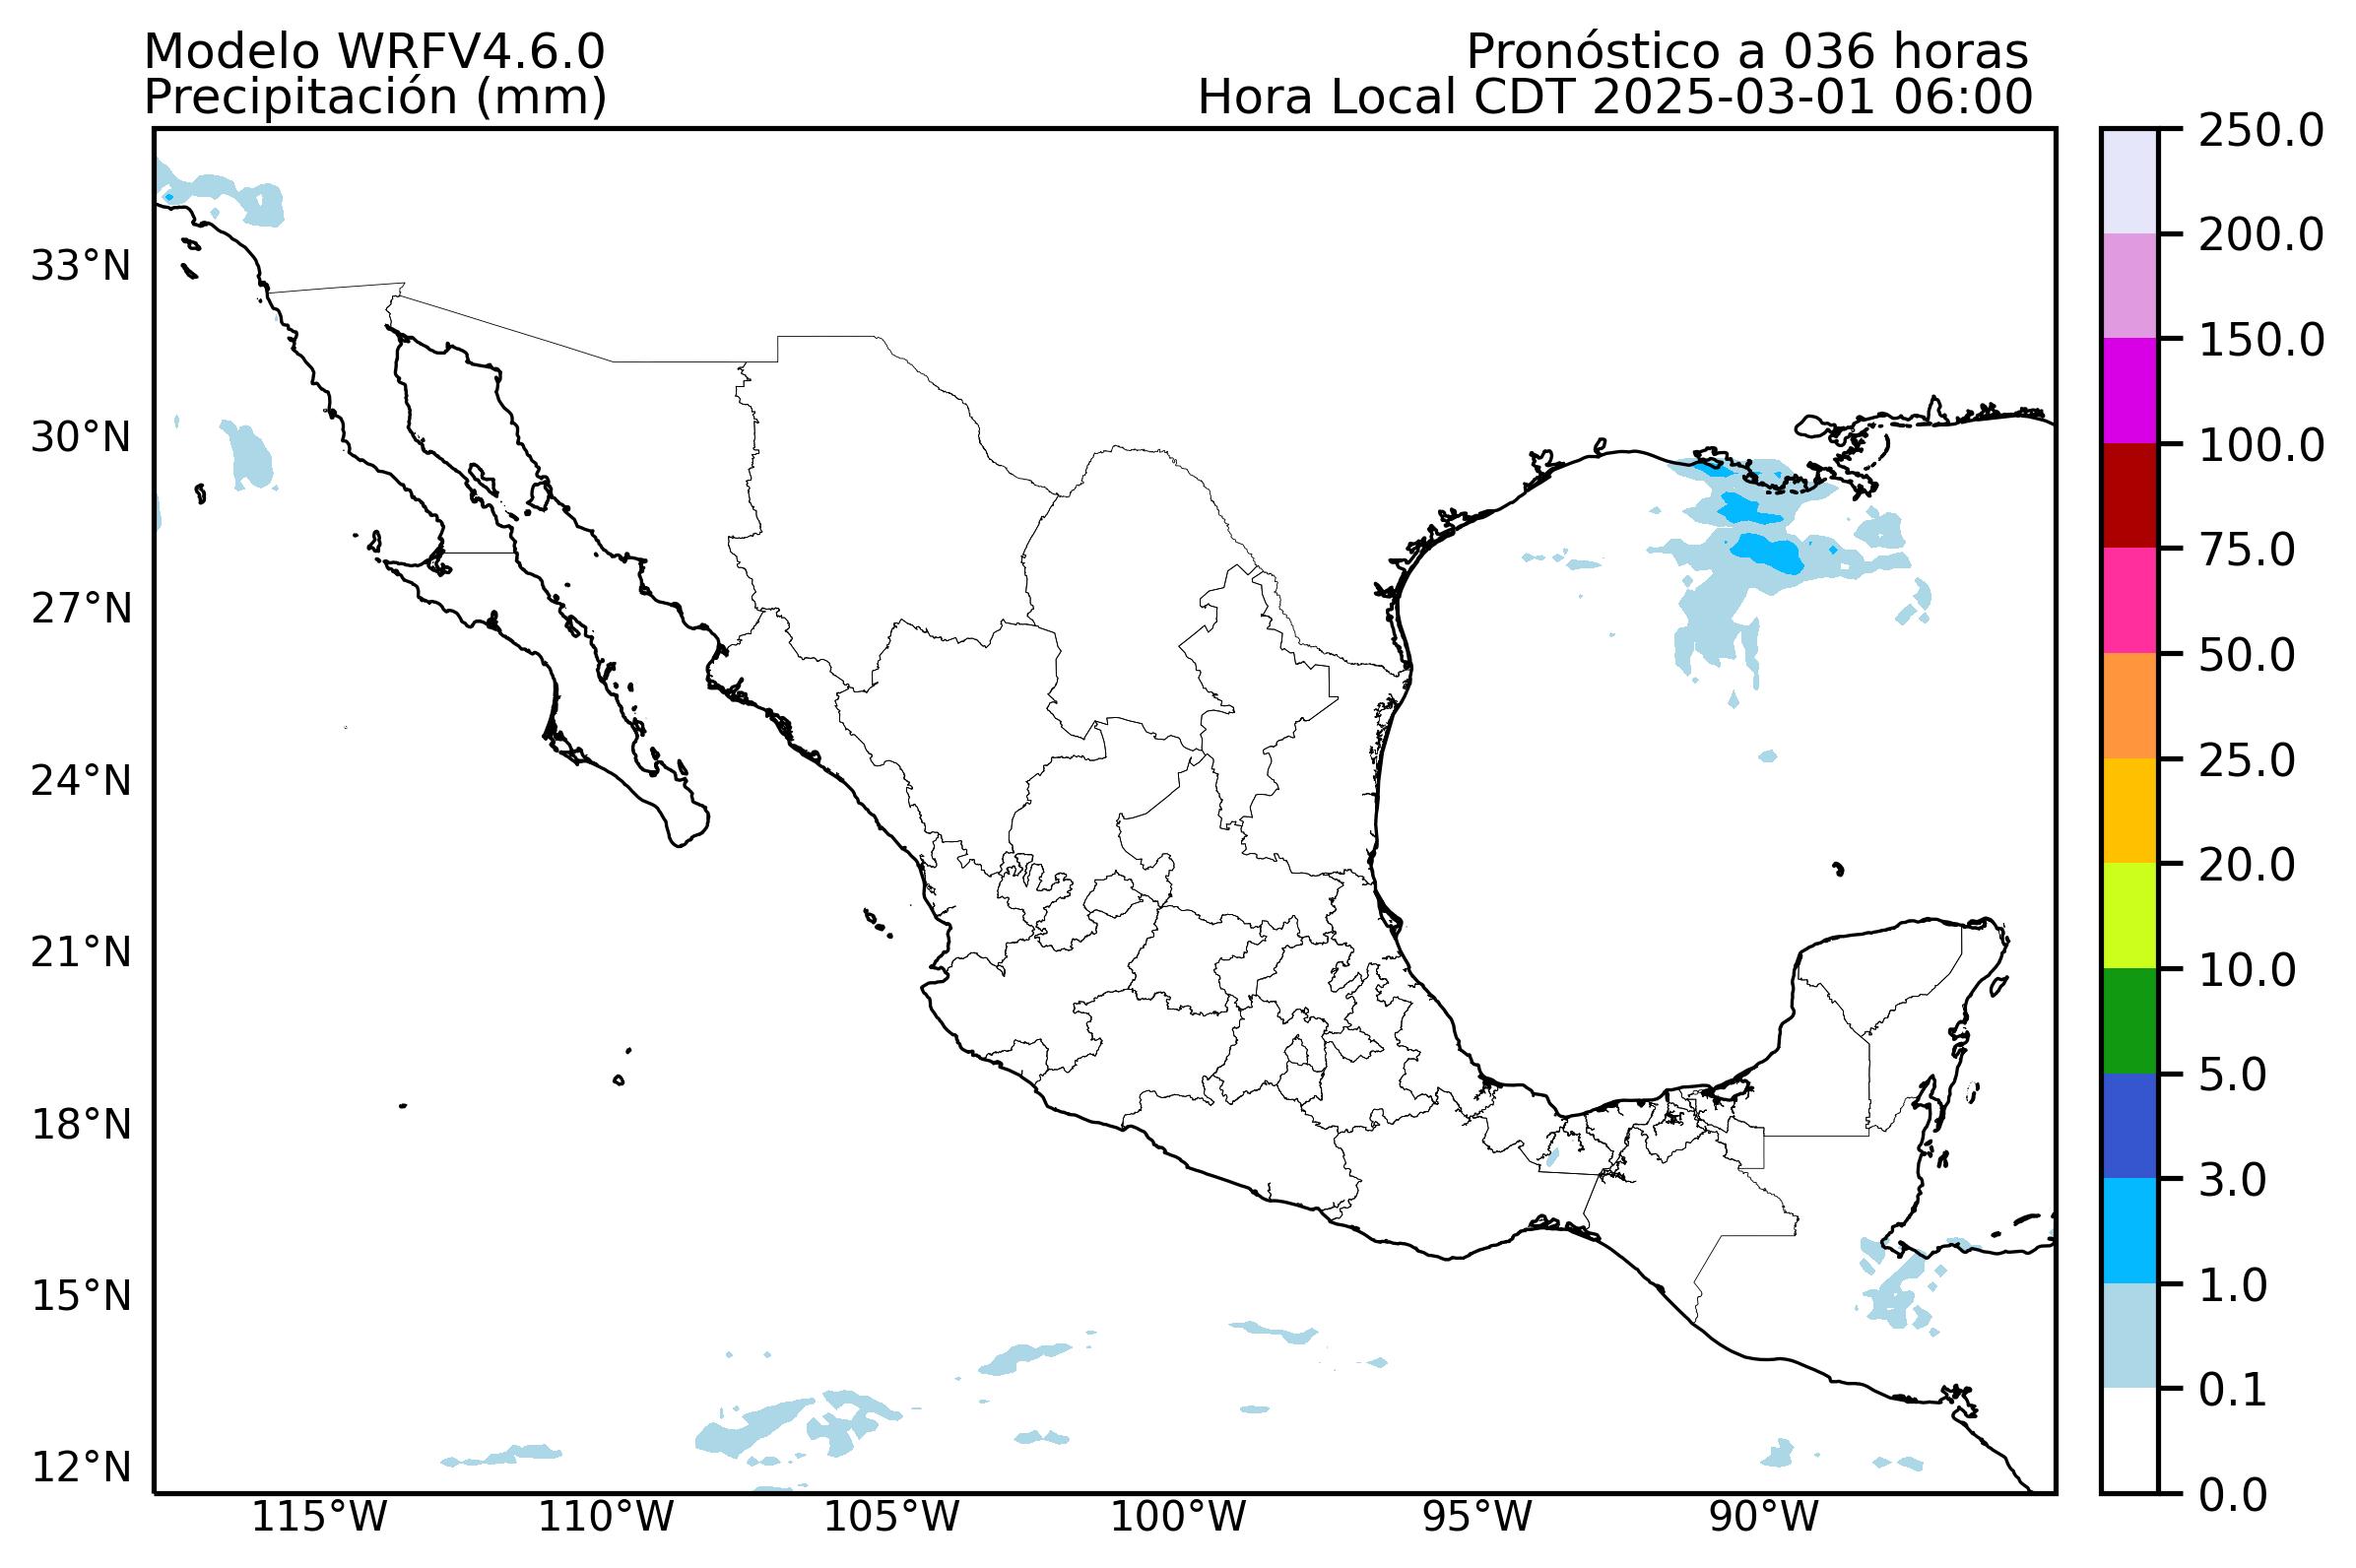 Modelo WRFV4.6.0
Precipitación (mm)
Pronóstico a 036 horas
Hora Local CDT 2025-03-01 06:00
33°N
30°N
27°N
24°N
21°N
18°N
15°N
12°N
115°W
110°W
105°W
100°W
95°W
90°W
250.0
200.0
150.0
100.0
75.0
50.0
25.0
20.0
10.0
5.0
3.0
1.0
0.1
0.0